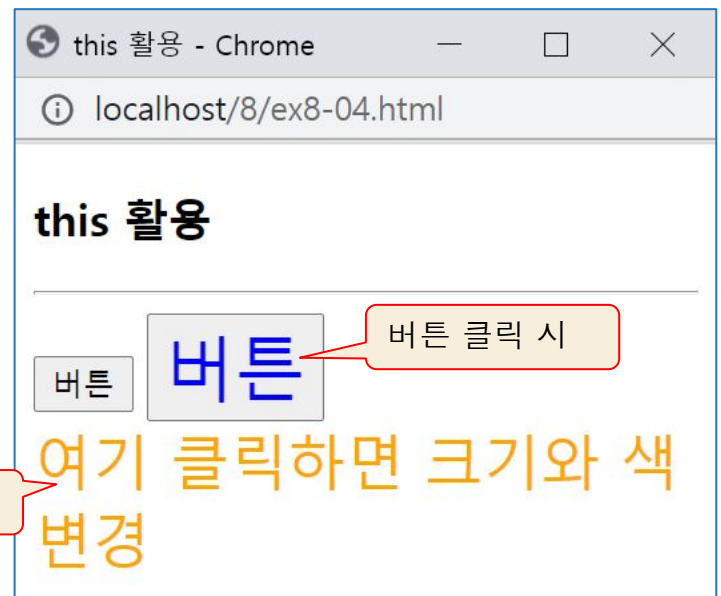 this 활용 - Chrome
localhost/8/ex8-04.html
this 활용
버튼 클릭 시
버튼 버튼
여기 클릭하면 크기와 색
변경